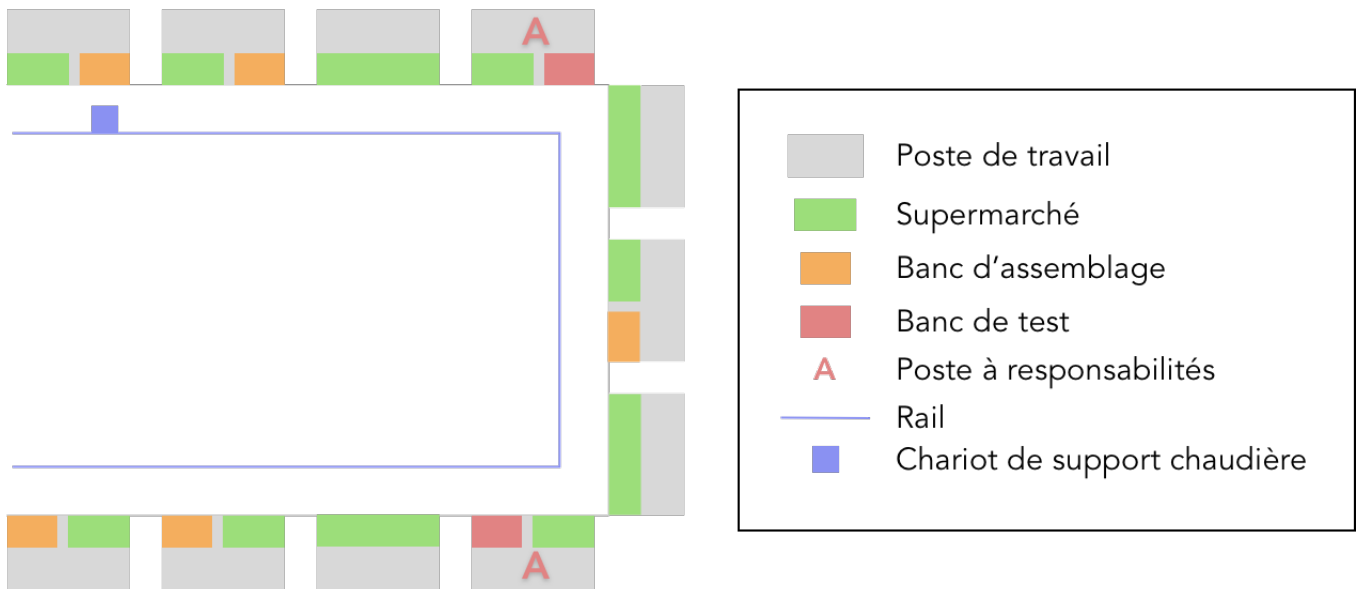 A
Poste de travail
Supermarché
Banc d’assemblage
Banc de test
A Poste à responsabilités
Rail
Chariot de support chaudière
A